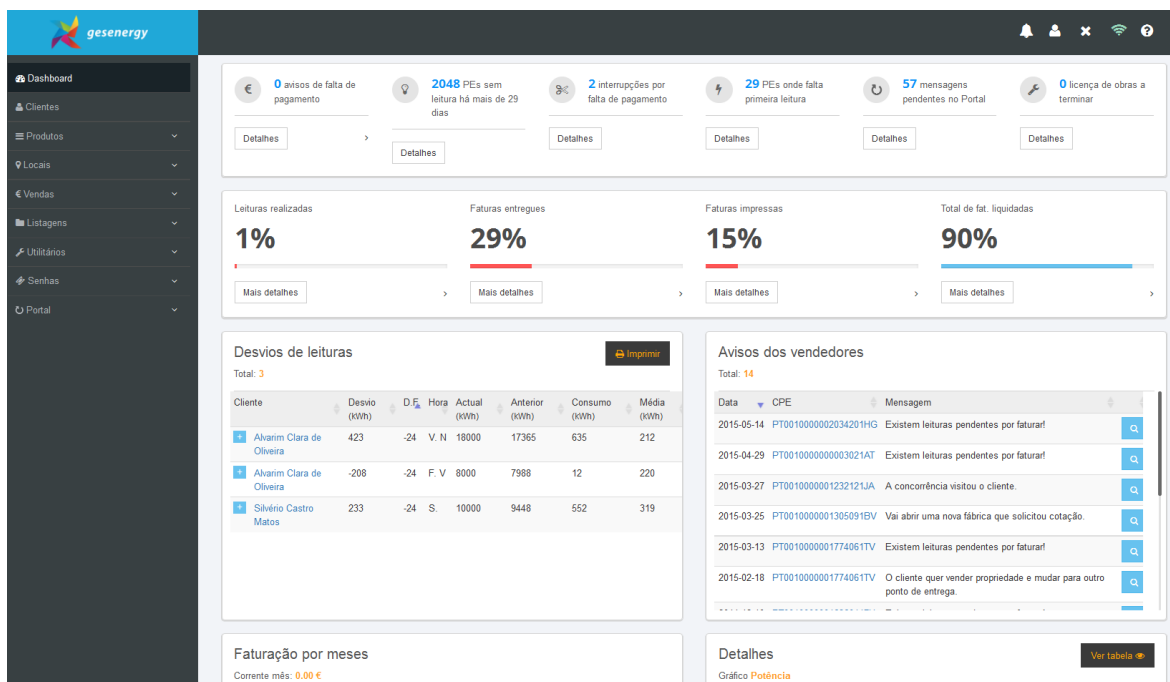 gesenergy
Dashboard
Clientes
Produtos
Locais
€ Vendas
Listagens
Utilitários
Senhas
Portal
0 avisos de falta de
pagamento
Detalhes
2048 PEs sem
leitura há mais de 29
dias
Detalhes
2 interrupções por
falta de pagamento
Detalhes
29 PEs onde falta
primeira leitura
Detalhes
57 mensagens
pendentes no Portal
Detalhes
0 licença de obras a
terminar
Detalhes
Leituras realizadas
1%
Mais detalhes
Faturas entregues
29%
Mais detalhes
Faturas impressas
15%
Mais detalhes
Total de fat. liquidadas
90%
Mais detalhes
Desvios de leituras
Imprimir
Total: 3
Cliente Desvio (kWh) D.F. Hora Actual (kWh) Anterior (kWh) Consumo (kWh) Média (kWh)
+ Alvarim Clara de Oliveira 423 -24 V. N 18000 17365 635 212
+ Alvarim Clara de Oliveira -208 -24 F. V 8000 7988 12 220
+ Silvério Castro Matos 233 -24 S. 10000 9448 552 319
Avisos dos vendedores
Total: 14
Data CPE Mensagem
2015-05-14 PT0010000002034201HG Existem leituras pendentes por faturar!
2015-04-29 PT0010000000003021AT Existem leituras pendentes por faturar!
2015-03-27 PT0010000001232121JA A concorrência visitou o cliente.
2015-03-25 PT0010000001305091BV Vai abrir uma nova fábrica que solicitou cotação.
2015-03-13 PT0010000001774061TV Existem leituras pendentes por faturar!
2015-02-18 PT0010000001774061TV O cliente quer vender propriedade e mudar para outro
ponto de entrega.
Faturação por meses
Corrente mês: 0.00 €
Detalhes
Ver tabela
Gráfico Potência